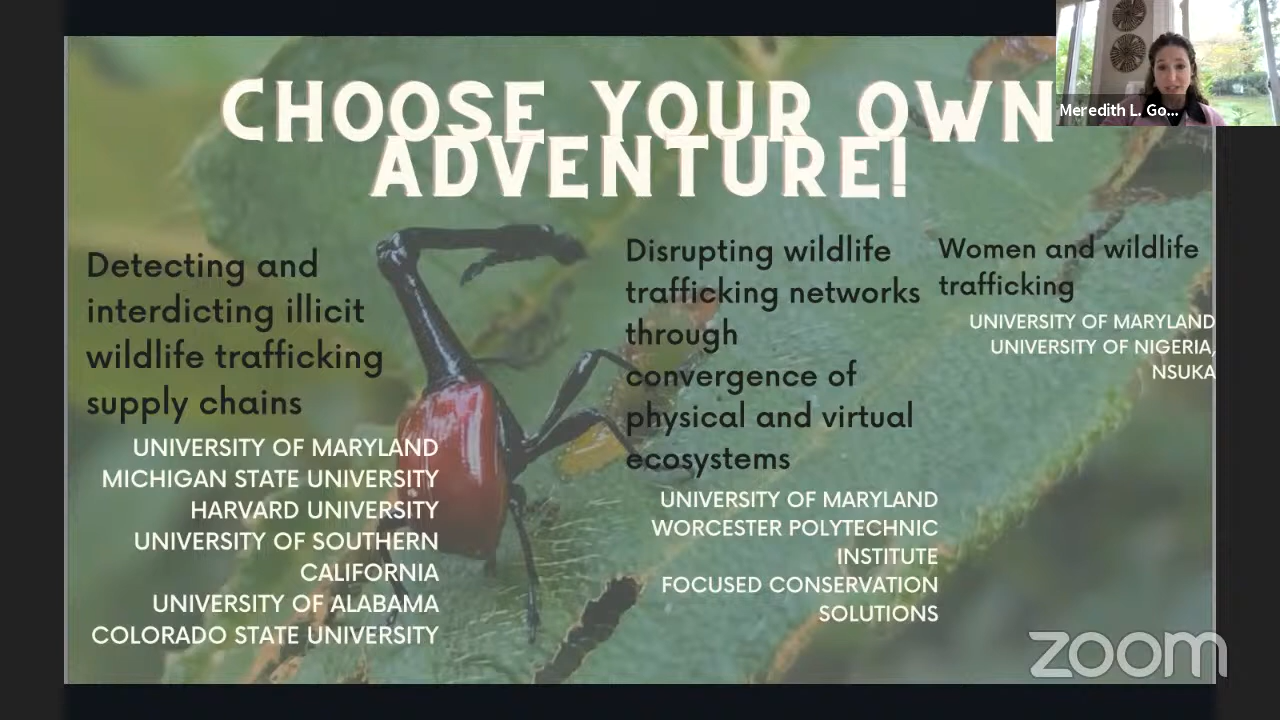 CHOOSE YOUR OWN
ADVENTURE!
Meredith L. Go...
Detecting and
interdicting illicit
wildlife trafficking
supply chains
UNIVERSITY OF MARYLAND
MICHIGAN STATE UNIVERSITY
HARVARD UNIVERSITY
UNIVERSITY OF SOUTHERN
CALIFORNIA
UNIVERSITY OF ALABAMA
COLORADO STATE UNIVERSITY
Disrupting wildlife
trafficking networks
through
convergence of
physical and virtual
ecosystems
UNIVERSITY OF MARYLAND
WORCESTER POLYTECHNIC
INSTITUTE
FOCUSED CONSERVATION
SOLUTIONS
Women and wildlife
trafficking
UNIVERSITY OF MARYLAND
UNIVERSITY OF NIGERIA,
NSUKA
zoom